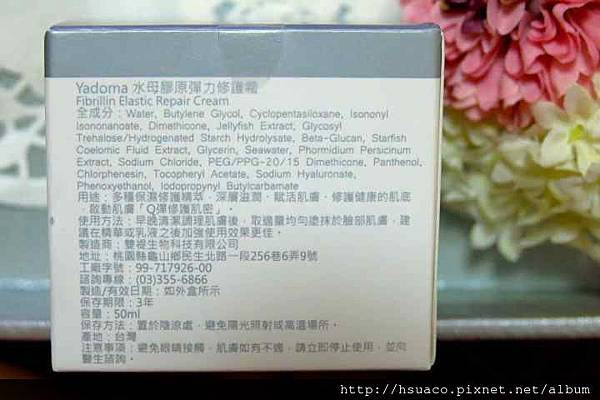 Yadoma 水母膠原彈力修護霜
Fibrillin Elastic Repair Cream
全成分：Water, Butylene Glycol, Cyclopentasiloxane, Isononyl
Isononanoate, Dimethicone, Jellyfish Extract, Glycosyl
Trehalose/Hydrogenated Starch Hydrolysate, Beta-Glucan, Starfish
Coelomic Fluid Extract, Glycerin, Seawater, Phormidium Persicinum
Extract, Sodium Chloride, PEG/PPG-20/15 Dimethicone, Panthenol,
Chlorphenesin, Tocopheryl Acetate, Sodium Hyaluronate,
Phenoxyethanol, Iodopropynyl Butylcarbamate
用途：多種保濕修護精萃，深層滋潤、賦活肌膚，修護健康的肌底，
啟動肌膚「Q彈修護肌密」。
使用方法：早晚清潔調理肌膚後，取適量均勻塗抹於臉部肌膚，建
議在精華或乳液之後加強使用效果更佳。
製造商：雙褆生物科技有限公司
地址：桃園縣龜山鄉民生北路一段256巷6弄9號
工廠字號：99-717926-00
諮詢專線：(03)355-6866
製造/有效日期：如外盒所示
保存期限：3年
容量：50ml
保存方法：置於陰涼處，避免陽光照射或高溫場所。
產地：台灣
注意事項：避免眼睛接觸，肌膚如有不適，請立即停止使用，並向
醫生諮詢。
http://hsuaco.pixnet.net/album